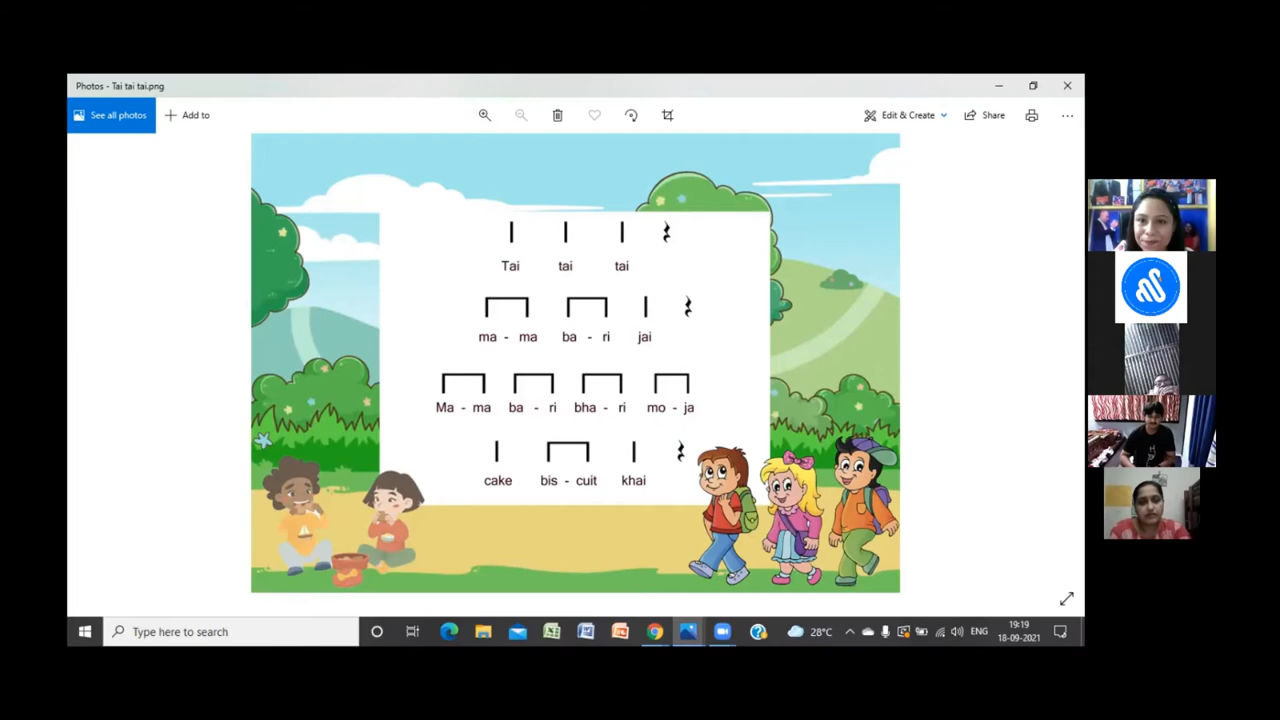 Photos - Tai tai tai.png
See all photos
Add to
Edit & Create
Share
Tai tai tai
ma - ma ba - ri jai
Ma - ma ba - ri bha - ri mo - ja
cake bis - cuit khai
Type here to search
28°C
ENG
19:19
18-09-2021